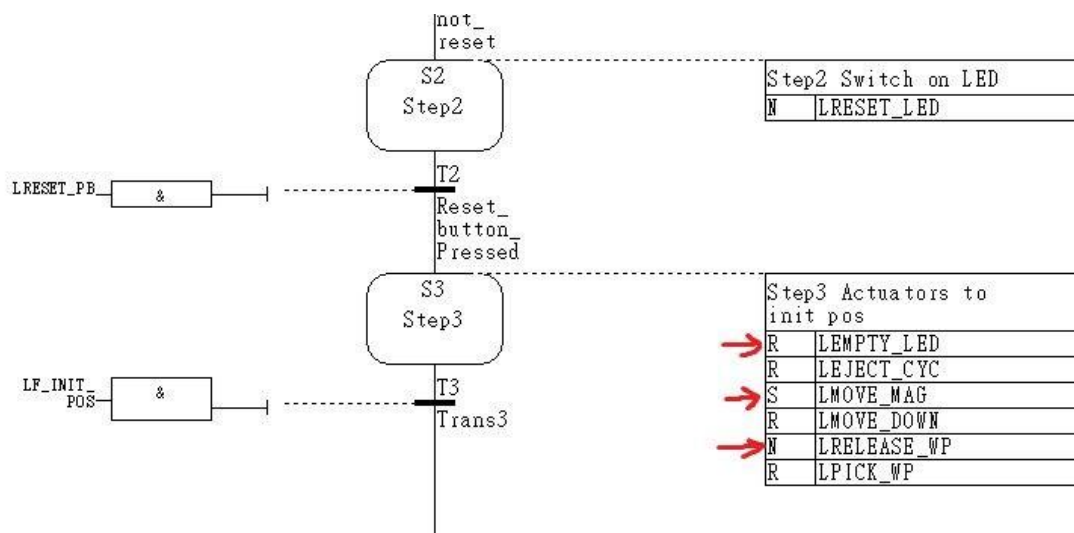 not_
reset
S2
Step2
Step2 Switch on LED
N LRESET_LED
LRESET_PB
&
T2
Reset_
button_
Pressed
S3
Step3
Step3 Actuators to
init pos
R LEMPTY_LED
R LEJECT_CYC
S LMOVE_MAG
R LMOVE_DOWN
N LRELEASE_WP
R LPICK_WP
LF_INIT_
POS
&
T3
Trans3